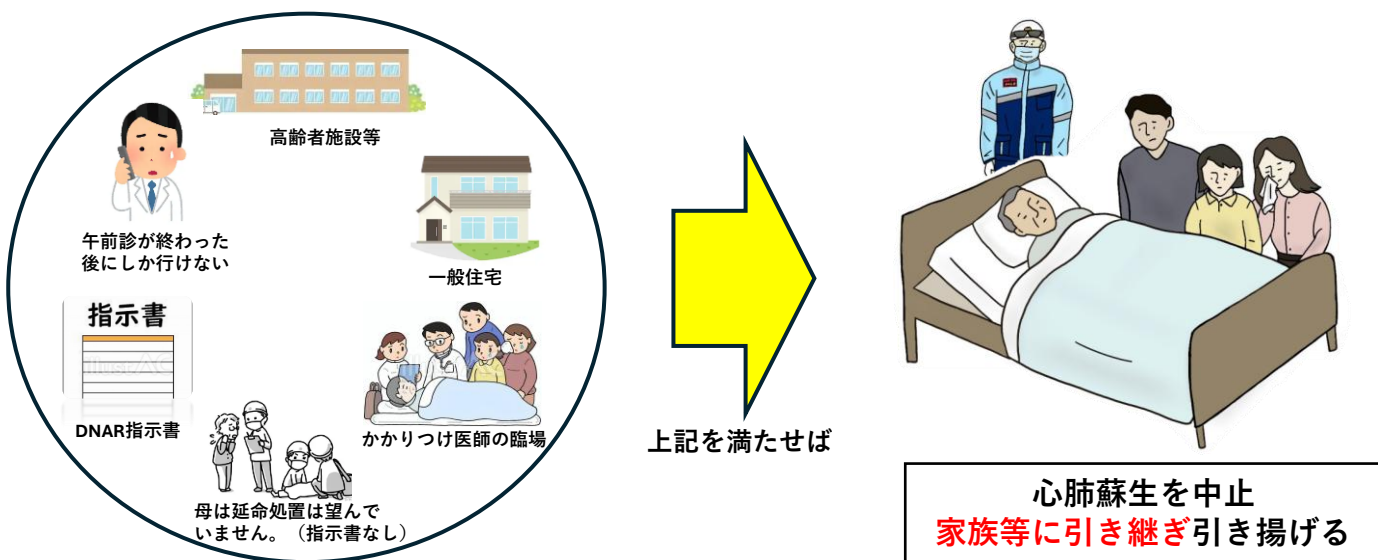 高齢者施設等
午前診が終わった
後にしか行けない
一般住宅
指示書
DNAR指示書
かかりつけ医師の臨場
母は延命処置は望んで
いません。（指示書なし）
上記を満たせば
心肺蘇生を中止
家族等に引き継ぎ引き揚げる